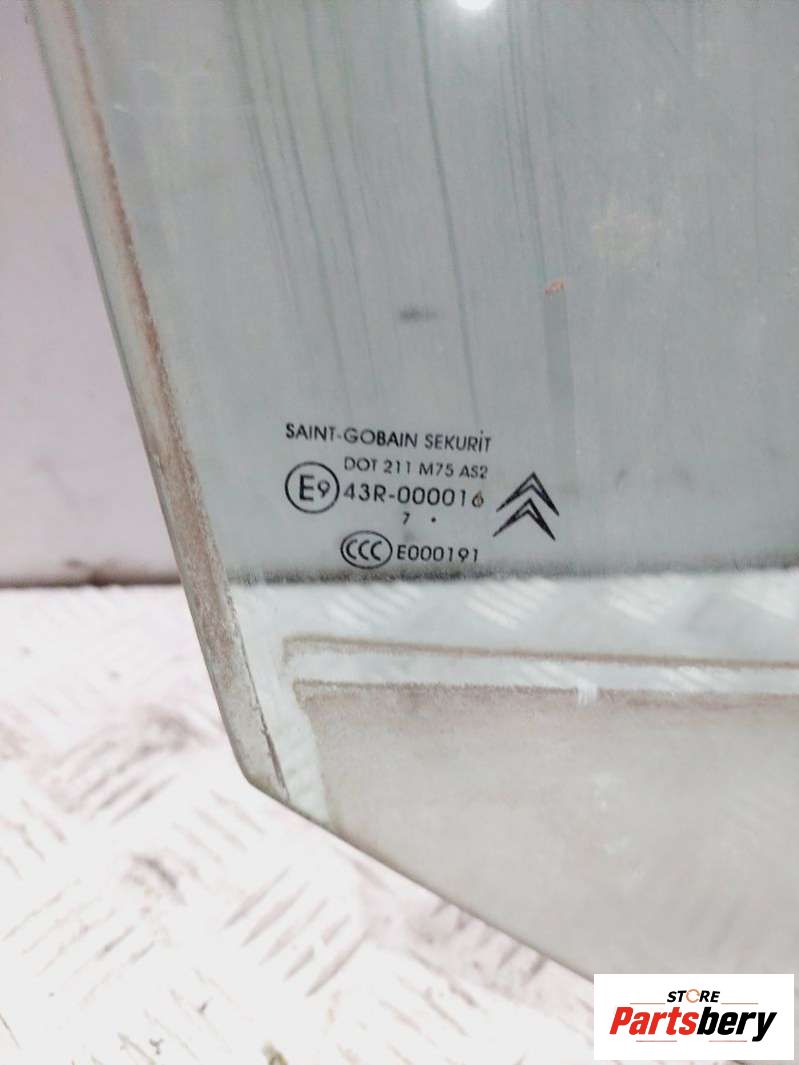 SAINT-GOBAIN SEKURIT
DOT 211 M75 AS2
E9 43R-000016
7 .
CCC E000191
STORE
Partsbery